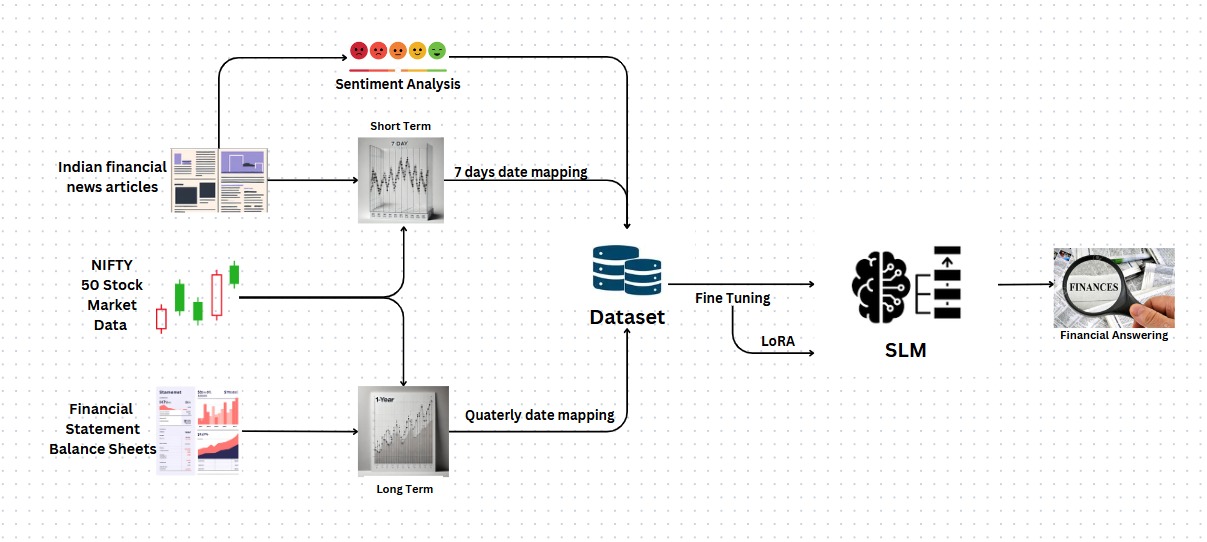 Sentiment Analysis
Short Term
7 DAY
Indian financial
news articles
7 days date mapping
NIFTY
50 Stock
Market
Data
Dataset
Fine Tuning
LoRA
SLM
FINANCES
Financial Answering
Financial
Statement
Balance Sheets
1-Year
Quaterly date mapping
Long Term